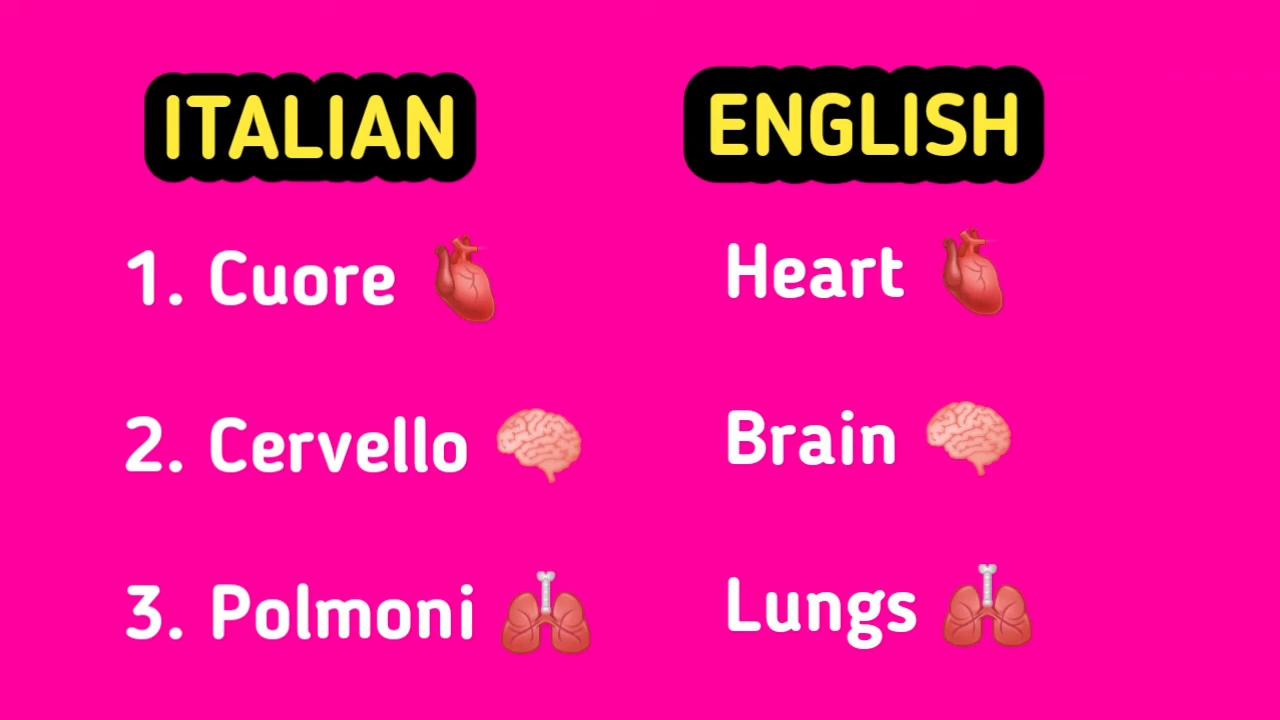 ITALIAN ENGLISH
1. Cuore 🫀 Heart 🫀
2. Cervello 🧠 Brain 🧠
3. Polmoni 🫁 Lungs 🫁